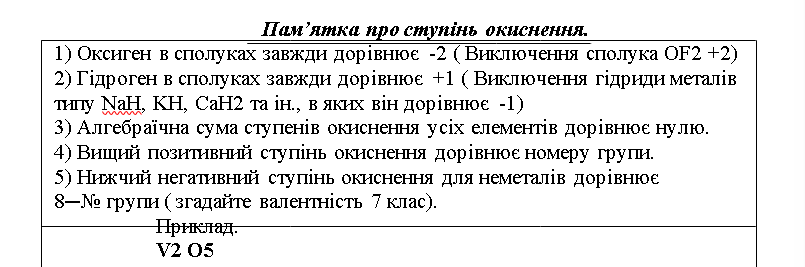 Пам’ятка про ступінь окиснення.
1) Оксиген в сполуках завжди дорівнює -2 ( Виключення сполука OF2 +2)
2) Гідроген в сполуках завжди дорівнює +1 ( Виключення гідриди металів
типу NaH, KH, CaH2 та ін., в яких він дорівнює -1)
3) Алгебраїчна сума ступенів окиснення усіх елементів дорівнює нулю.
4) Вищий позитивний ступінь окиснення дорівнює номеру групи.
5) Нижчий негативний ступінь окиснення для неметалів дорівнює
8─№ групи ( згадайте валентність 7 клас).
Приклад.
V2 O5